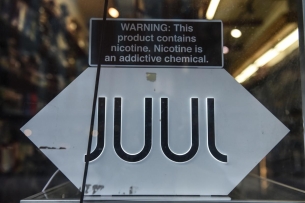 WARNING: This
product contains
nicotine. Nicotine is
an addictive chemical.
JUUL